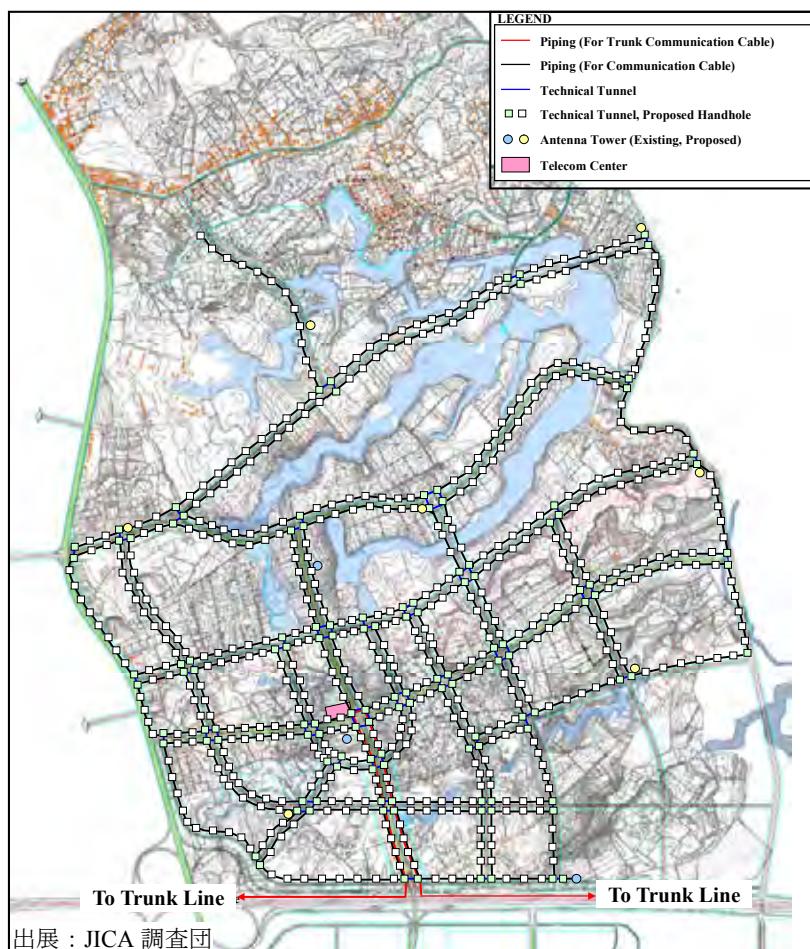 LEGEND
Piping (For Trunk Communication Cable)
Piping (For Communication Cable)
Technical Tunnel
Technical Tunnel, Proposed Handhole
Antenna Tower (Existing, Proposed)
Telecom Center
To Trunk Line
To Trunk Line
出展：JICA 調査団